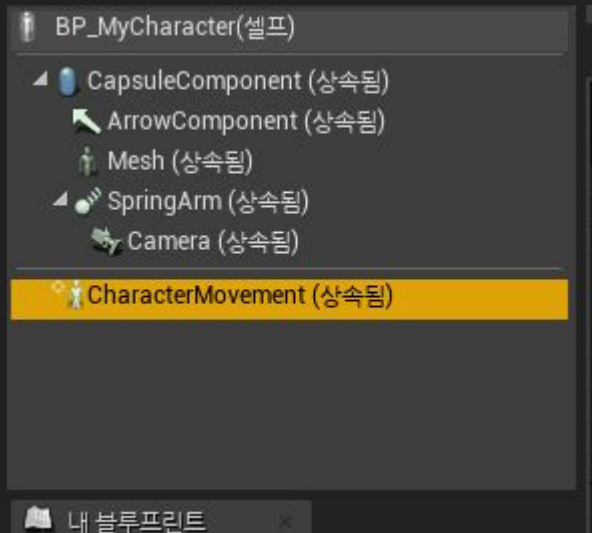 BP_MyCharacter(셀프)
CapsuleComponent (상속됨)
ArrowComponent (상속됨)
Mesh (상속됨)
SpringArm (상속됨)
Camera (상속됨)
CharacterMovement (상속됨)
내 블루프린트